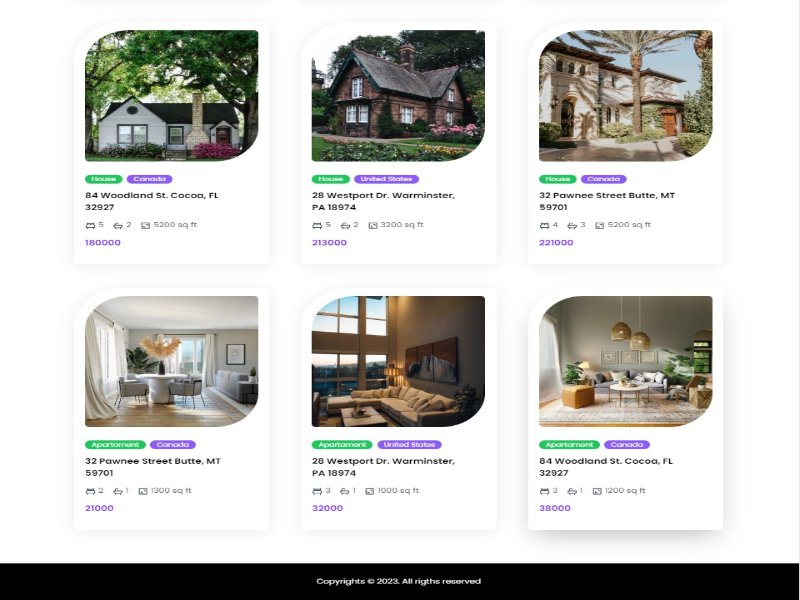 House Canada
84 Woodland St. Cocoa, FL
32927
5 2 5200 sq ft
180000
House United States
28 Westport Dr. Warminster,
PA 18974
5 2 3200 sq ft
213000
House Canada
32 Pawnee Street Butte, MT
59701
4 3 5200 sq ft
221000
Apartament Canada
32 Pawnee Street Butte, MT
59701
2 1 1300 sq ft
21000
Apartament United States
28 Westport Dr. Warminster,
PA 18974
3 1 1000 sq ft
32000
Apartament Canada
84 Woodland St. Cocoa, FL
32927
3 1 1200 sq ft
38000
Copyrights © 2023. All rigths reserved